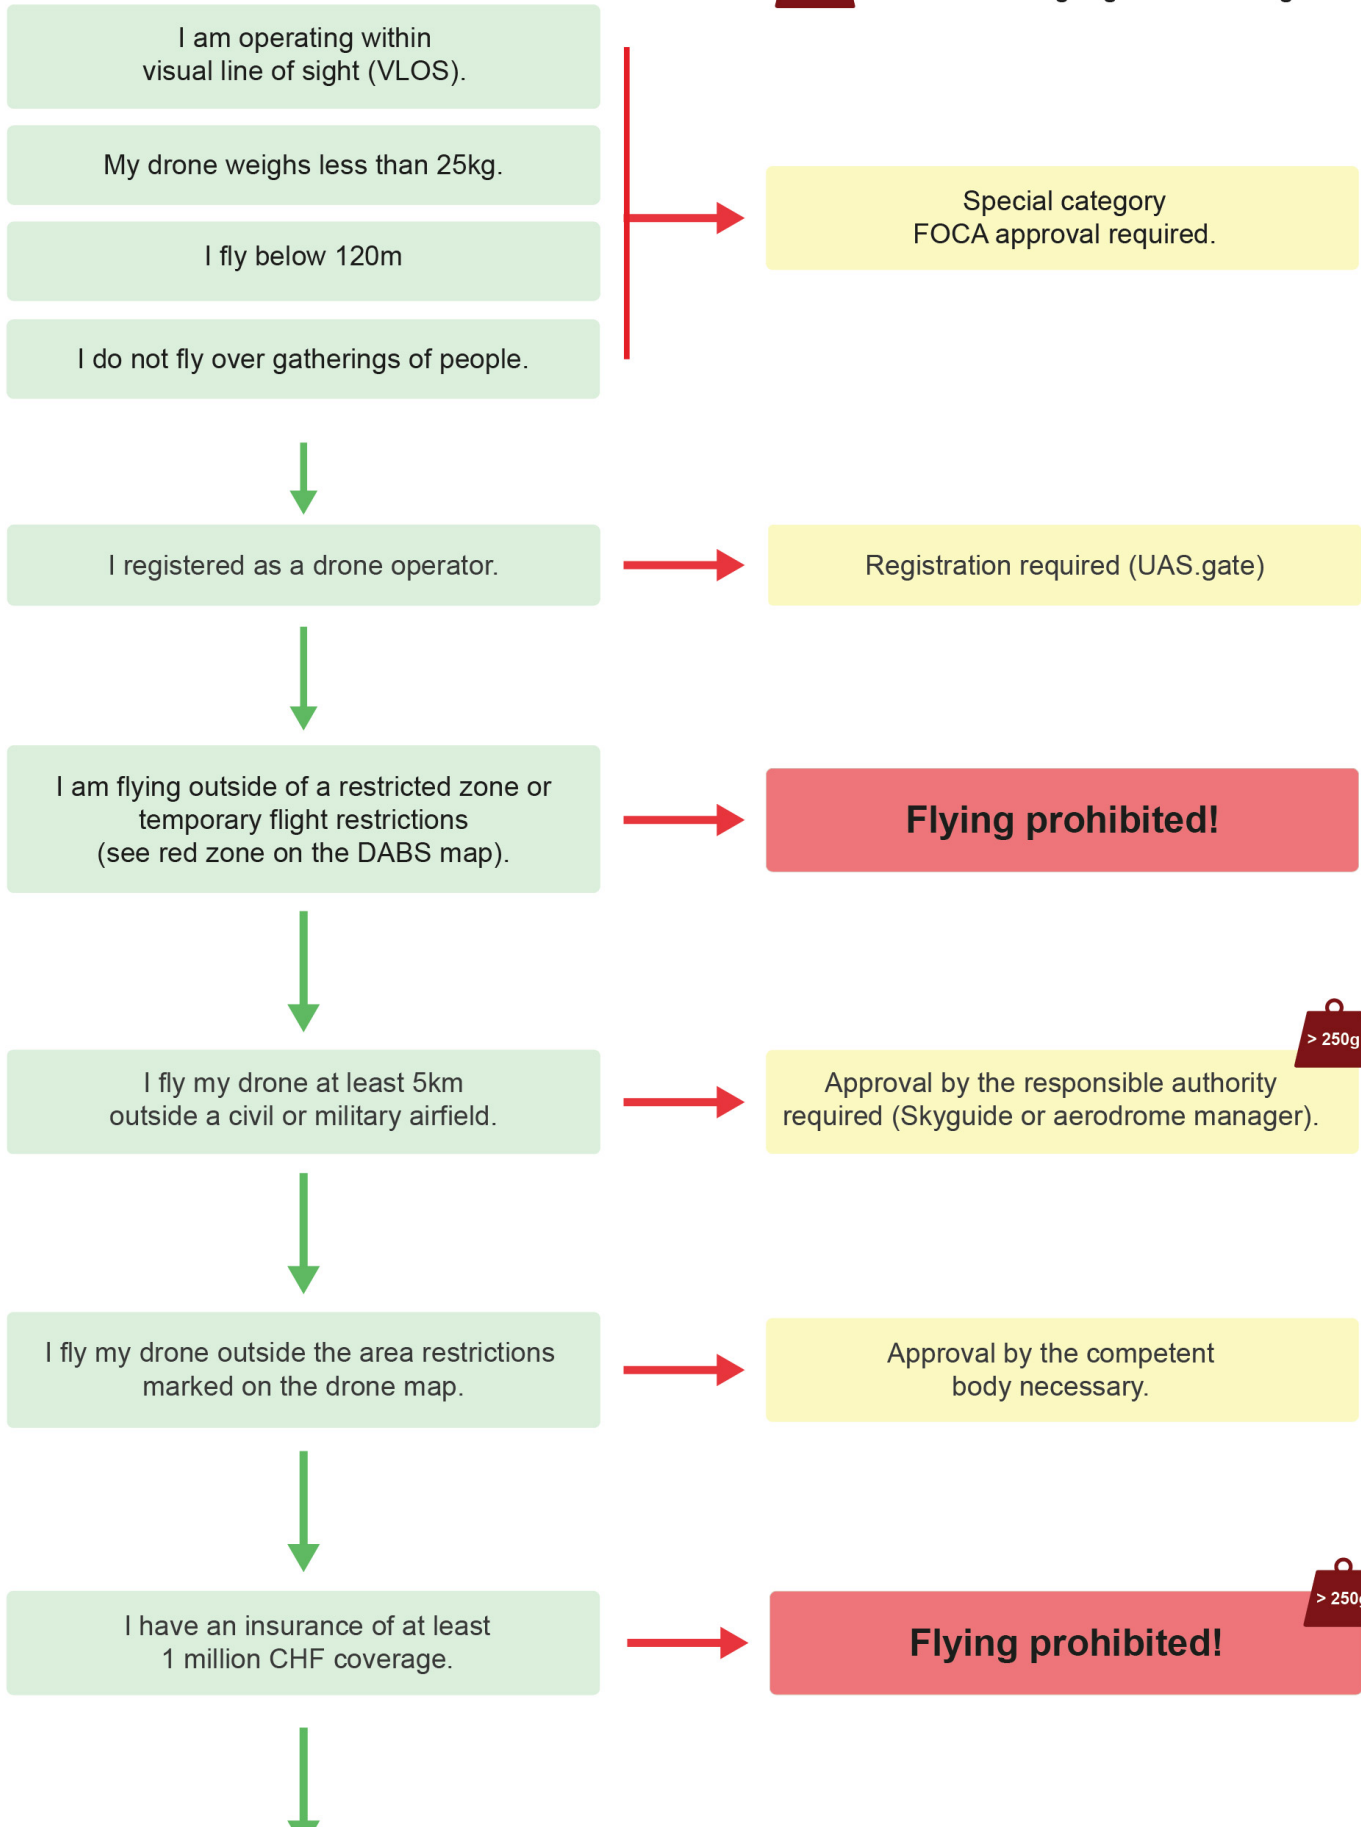 I am operating within
visual line of sight (VLOS).
My drone weighs less than 25kg.
Special category
FOCA approval required.
I fly below 120m
I do not fly over gatherings of people.
I registered as a drone operator.
Registration required (UAS.gate)
I am flying outside of a restricted zone or
temporary flight restrictions
(see red zone on the DABS map).
Flying prohibited!
> 250g
I fly my drone at least 5km
outside a civil or military airfield.
Approval by the responsible authority
required (Skyguide or aerodrome manager).
I fly my drone outside the area restrictions
marked on the drone map.
Approval by the competent
body necessary.
> 250g
I have an insurance of at least
1 million CHF coverage.
Flying prohibited!